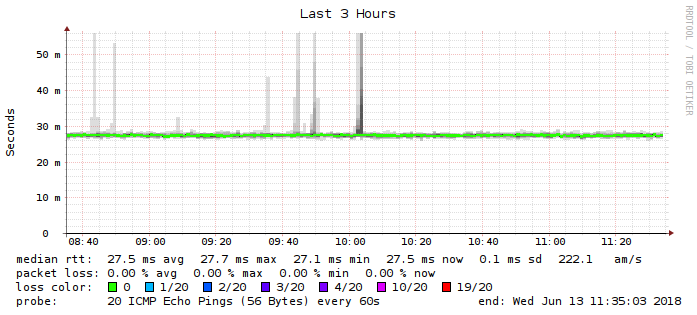 Last 3 Hours
RRDTOOL / TOBI OETIKER
Seconds
50 m
40 m
30 m
20 m
10 m
0
08:40 09:00 09:20 09:40 10:00 10:20 10:40 11:00 11:20
median rtt: 27.5 ms avg 27.7 ms max 27.1 ms min 27.5 ms now 0.1 ms sd 222.1 am/s
packet loss: 0.00 % avg 0.00 % max 0.00 % min 0.00 % now
loss color: 0 1/20 2/20 3/20 4/20 10/20 19/20
probe: 20 ICMP Echo Pings (56 Bytes) every 60s end: Wed Jun 13 11:35:03 2018